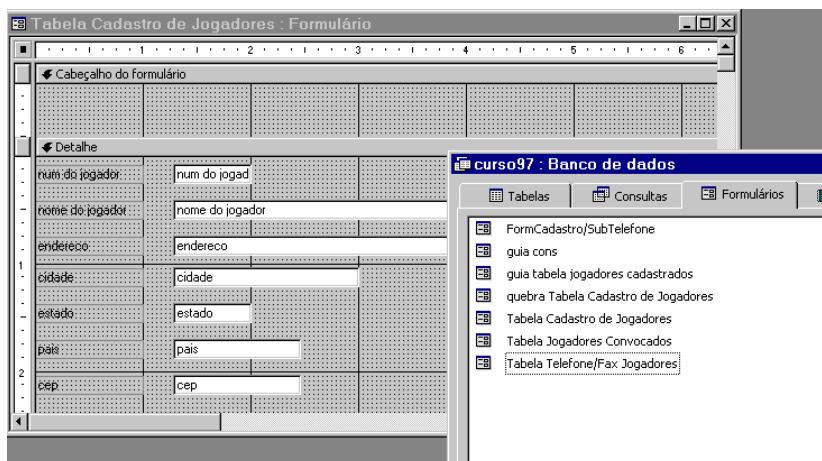 Tabela Cadastro de Jogadores : Formulário
1 2 3 4 5 6
Cabeçalho do formulário
Detalhe
num do jogador num do jogad
nome do jogador nome do jogador
endereco endereco
1
cidade cidade
estado estado
pais pais
2
cep cep
curso97 : Banco de dados
Tabelas Consultas Formulários
FormCadastro/SubTelefone
guia cons
guia tabela jogadores cadastrados
quebra Tabela Cadastro de Jogadores
Tabela Cadastro de Jogadores
Tabela Jogadores Convocados
Tabela Telefone/Fax Jogadores